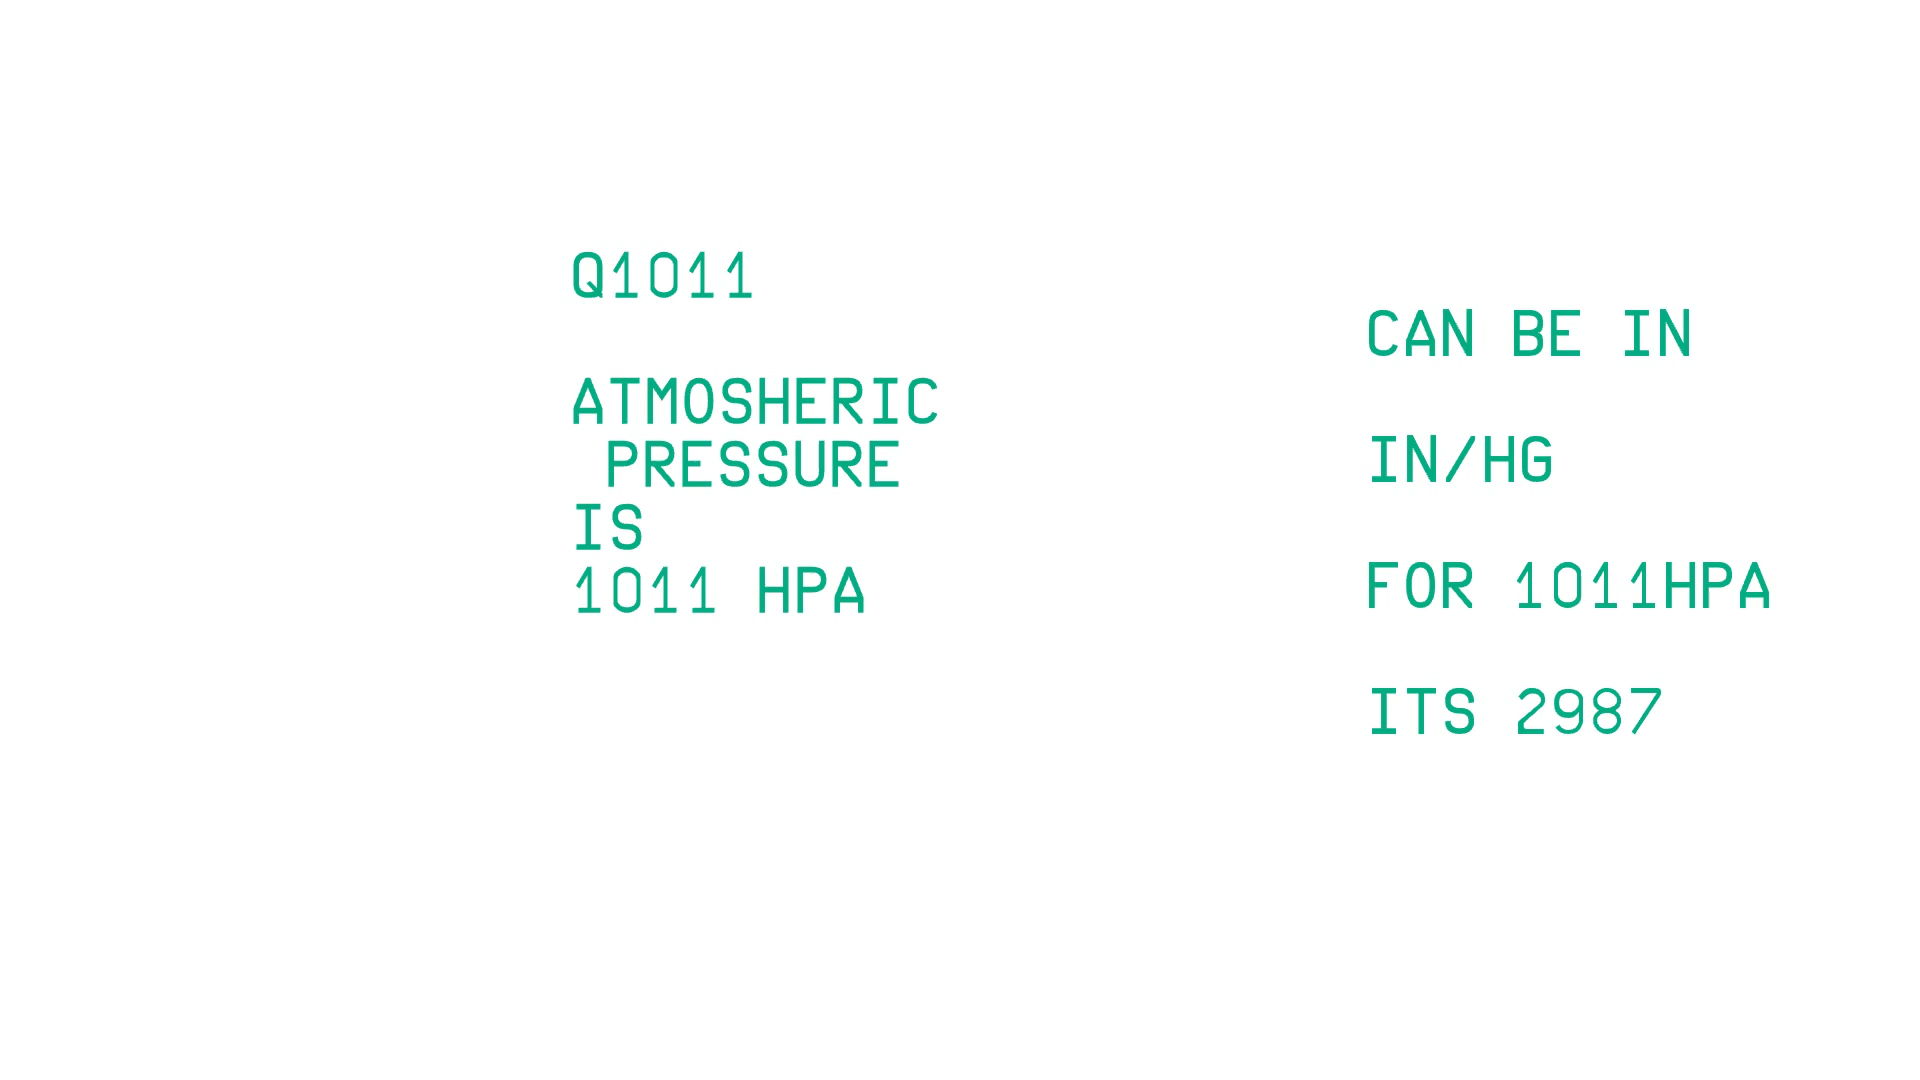 Q1011
ATMOSHERIC
PRESSURE
IS
1011 HPA
CAN BE IN
IN/HG
FOR 1011HPA
ITS 2987